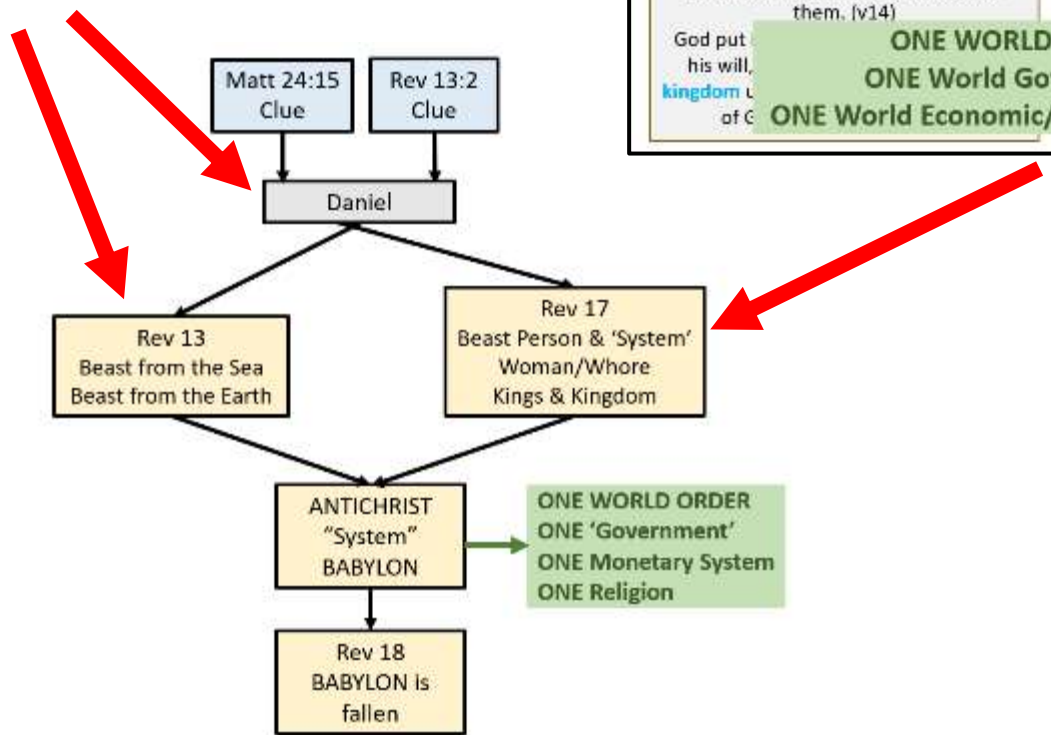 them. (v14)
God put
his will,
kingdom u
of G
ONE WORLD
ONE World Go
ONE World Economic/
Matt 24:15
Clue
Rev 13:2
Clue
Daniel
Rev 13
Beast from the Sea
Beast from the Earth
Rev 17
Beast Person & ‘System’
Woman/Whore
Kings & Kingdom
ANTICHRIST
“System”
BABYLON
ONE WORLD ORDER
ONE ‘Government’
ONE Monetary System
ONE Religion
Rev 18
BABYLON is
fallen